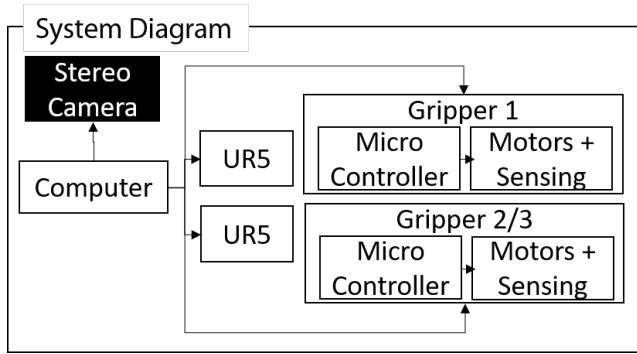 System Diagram
Stereo
Camera
Computer
UR5
UR5
Gripper 1
Micro
Controller
Motors +
Sensing
Gripper 2/3
Micro
Controller
Motors +
Sensing